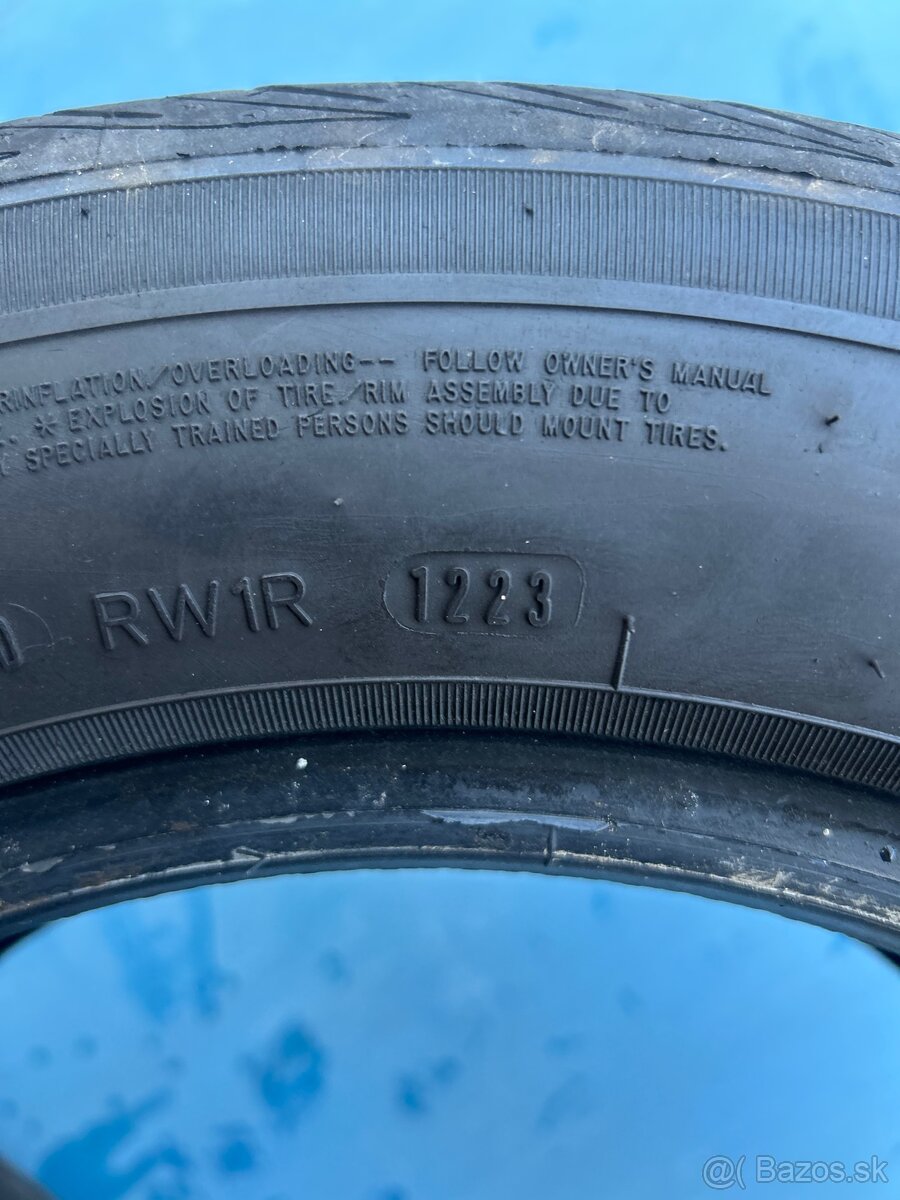 RINFLATION/OVERLOADING-- FOLLOW OWNER'S MANUAL
* EXPLOSION OF TIRE/RIM ASSEMBLY DUE TO
SPECIALLY TRAINED PERSONS SHOULD MOUNT TIRES.
RW1R 1223
@( Bazos.sk